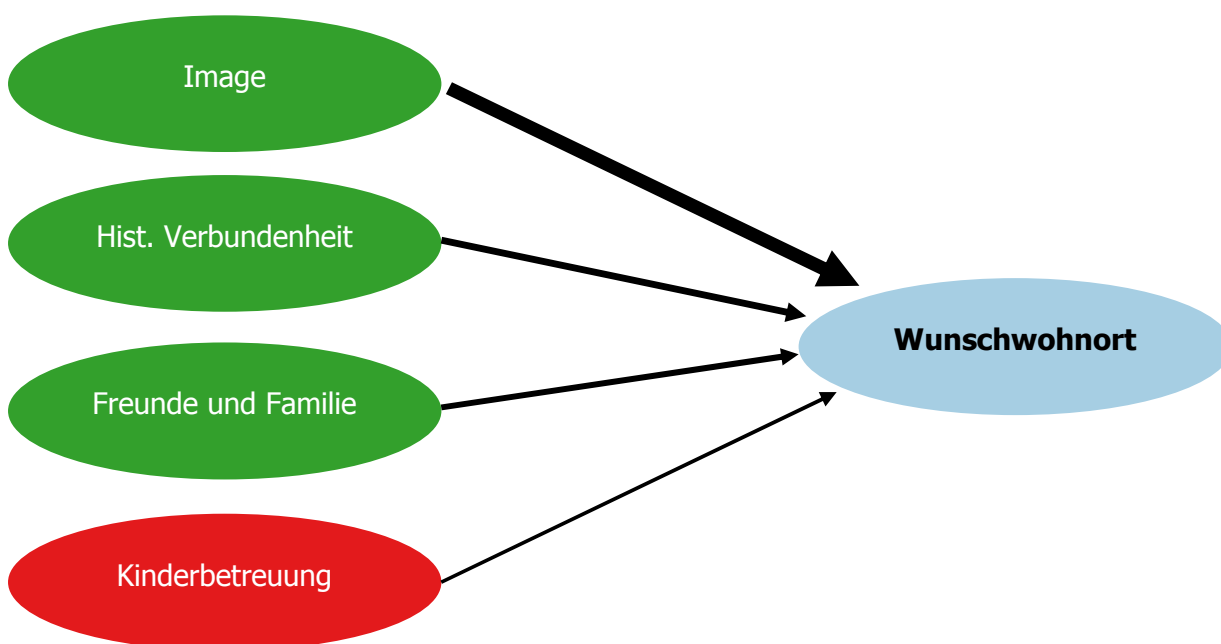 Image
Hist. Verbundenheit
Freunde und Familie
Kinderbetreuung
Wunschwohnort